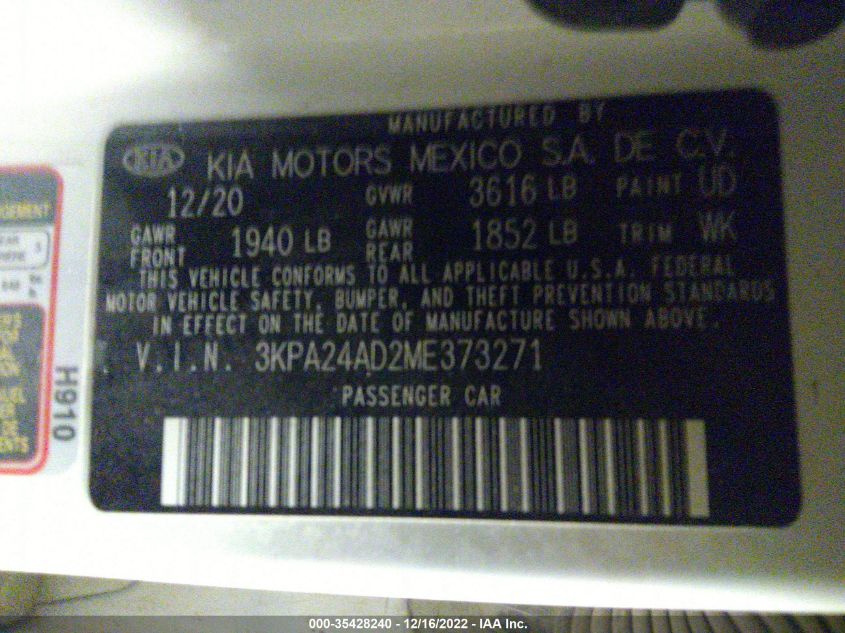 MANUFACTURED BY
KIA KIA MOTORS MEXICO S.A. DE C.V.
12/20 GVWR 3616 LB PAINT UD
GAWR FRONT 1940 LB GAWR REAR 1852 LB TRIM WK
THIS VEHICLE CONFORMS TO ALL APPLICABLE U.S.A. FEDERAL
MOTOR VEHICLE SAFETY, BUMPER, AND THEFT PREVENTION STANDARDS
IN EFFECT ON THE DATE OF MANUFACTURE SHOWN ABOVE.
V.I.N. 3KPA24AD2ME373271
PASSENGER CAR
H910
000-35428240 - 12/16/2022 - IAA Inc.